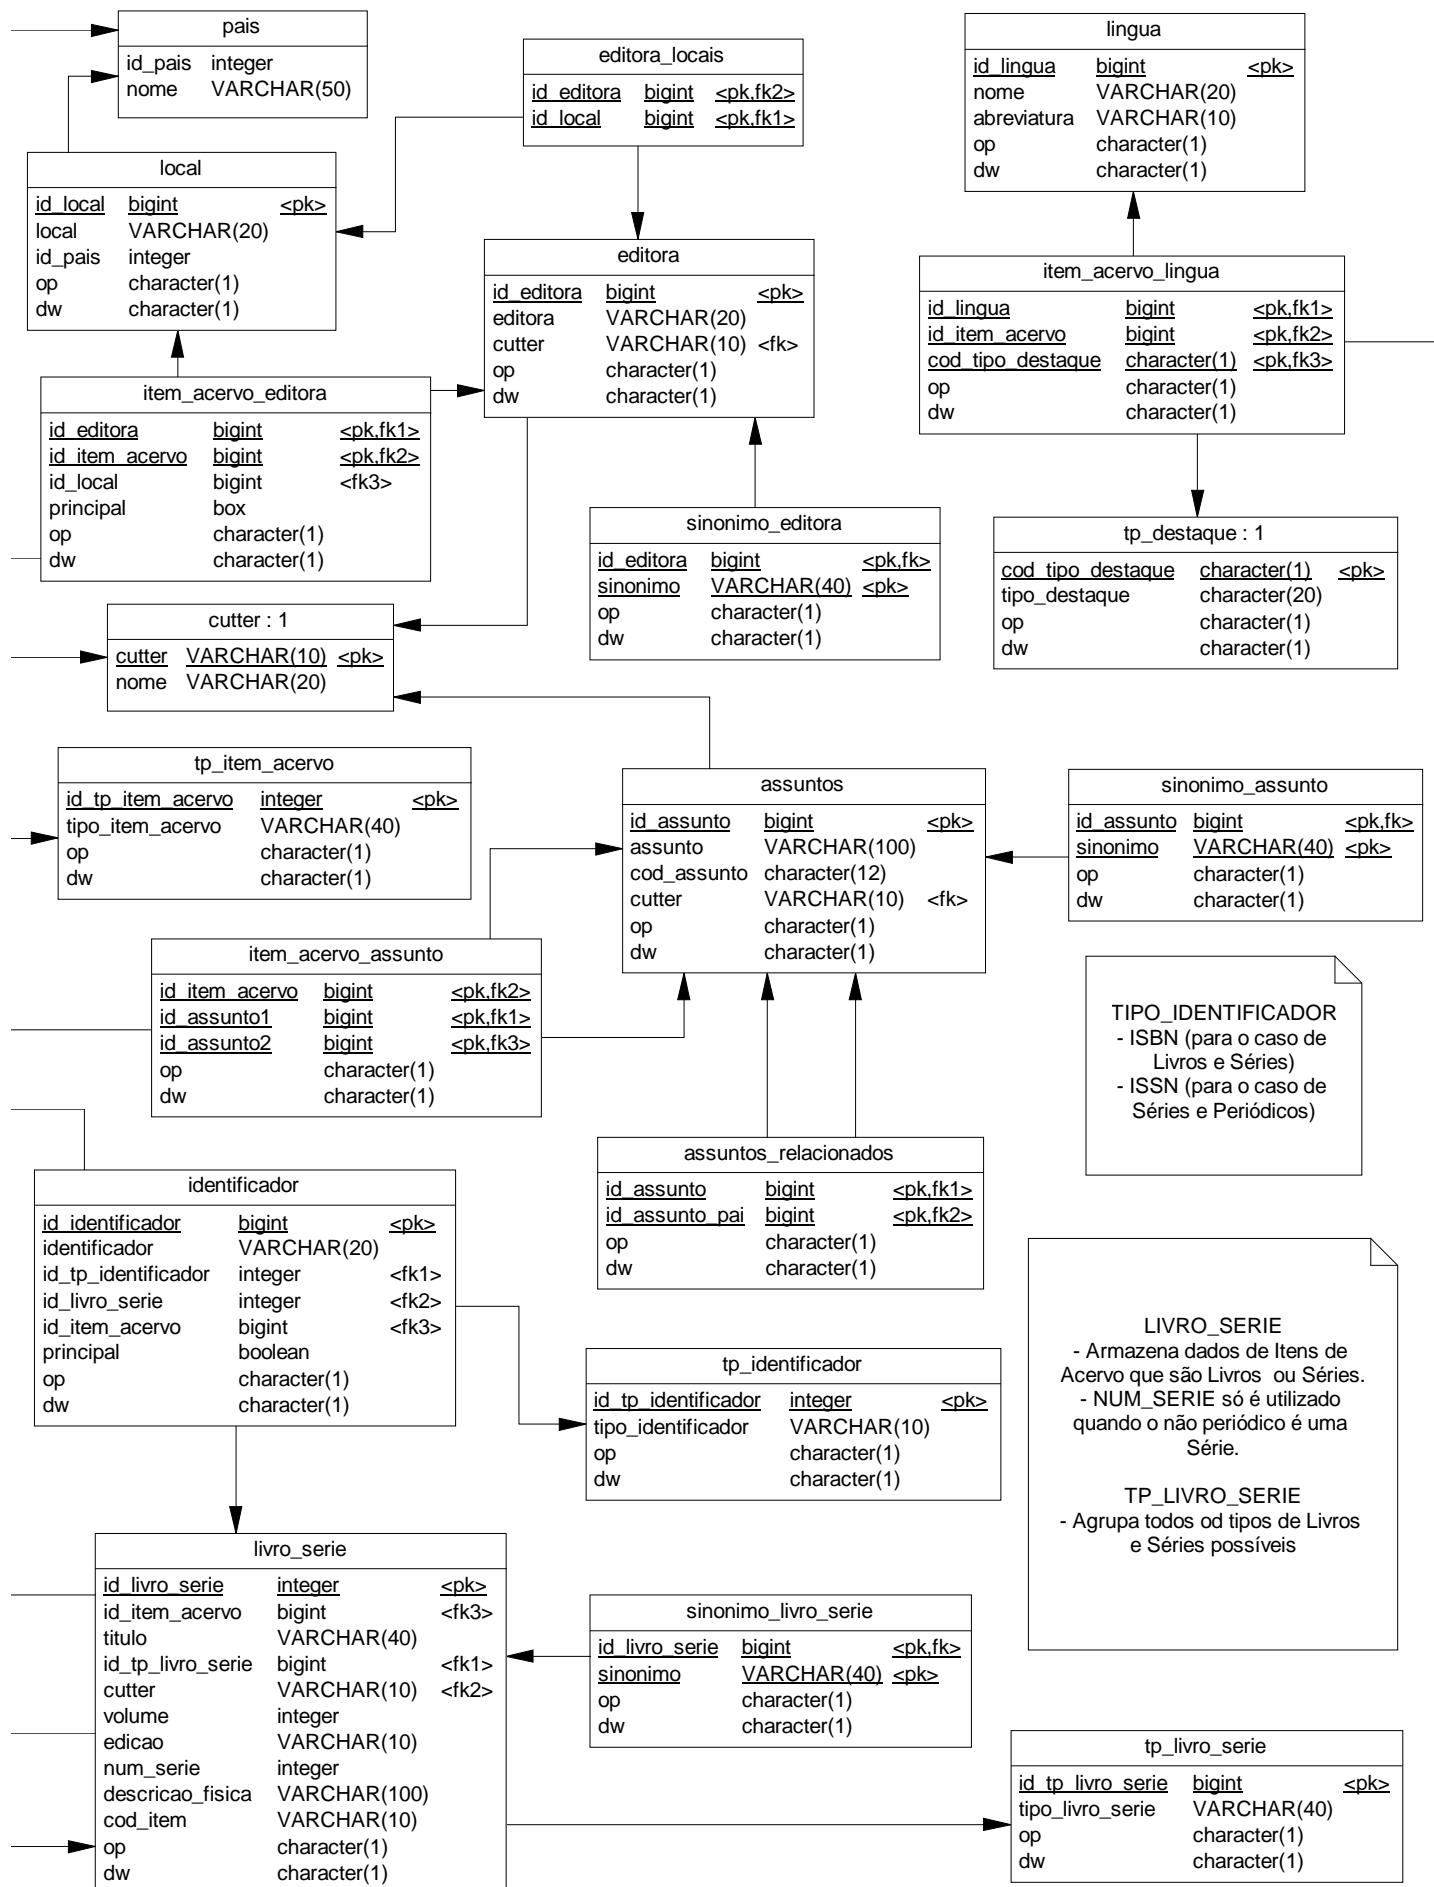 pais
id_pais integer
nome VARCHAR(50)
editora_locais
id_editora bigint <pk,fk2>
id_local bigint <pk,fk1>
lingua
id_lingua bigint <pk>
nome VARCHAR(20)
abreviatura VARCHAR(10)
op character(1)
dw character(1)
local
id_local bigint <pk>
local VARCHAR(20)
id_pais integer
op character(1)
dw character(1)
editora
id_editora bigint <pk>
editora VARCHAR(20)
cutter VARCHAR(10) <fk>
op character(1)
dw character(1)
item_acervo_lingua
id_lingua bigint <pk,fk1>
id_item_acervo bigint <pk,fk2>
cod_tipo_destaque character(1) <pk,fk3>
op character(1)
dw character(1)
item_acervo_editora
id_editora bigint <pk,fk1>
id_item_acervo bigint <pk,fk2>
id_local bigint <fk3>
principal box
op character(1)
dw character(1)
sinonimo_editora
id_editora bigint <pk,fk>
sinonimo VARCHAR(40) <pk>
op character(1)
dw character(1)
tp_destaque : 1
cod_tipo_destaque character(1) <pk>
tipo_destaque character(20)
op character(1)
dw character(1)
cutter : 1
cutter VARCHAR(10) <pk>
nome VARCHAR(20)
tp_item_acervo
id_tp_item_acervo integer <pk>
tipo_item_acervo VARCHAR(40)
op character(1)
dw character(1)
assuntos
id_assunto bigint <pk>
assunto VARCHAR(100)
cod_assunto character(12)
cutter VARCHAR(10) <fk>
op character(1)
dw character(1)
sinonimo_assunto
id_assunto bigint <pk,fk>
sinonimo VARCHAR(40) <pk>
op character(1)
dw character(1)
item_acervo_assunto
id_item_acervo bigint <pk,fk2>
id_assunto1 bigint <pk,fk1>
id_assunto2 bigint <pk,fk3>
op character(1)
dw character(1)
TIPO_IDENTIFICADOR
- ISBN (para o caso de
Livros e Séries)
- ISSN (para o caso de
Séries e Periódicos)
assuntos_relacionados
id_assunto bigint <pk,fk1>
id_assunto_pai bigint <pk,fk2>
op character(1)
dw character(1)
identificador
id_identificador bigint <pk>
identificador VARCHAR(20)
id_tp_identificador integer <fk1>
id_livro_serie integer <fk2>
id_item_acervo bigint <fk3>
principal boolean
op character(1)
dw character(1)
tp_identificador
id_tp_identificador integer <pk>
tipo_identificador VARCHAR(10)
op character(1)
dw character(1)
LIVRO_SERIE
- Armazena dados de Itens de
Acervo que são Livros ou Séries.
- NUM_SERIE só é utilizado
quando o não periódico é uma
Série.
TP_LIVRO_SERIE
- Agrupa todos od tipos de Livros
e Séries possíveis
livro_serie
id_livro_serie integer <pk>
id_item_acervo bigint <fk3>
titulo VARCHAR(40)
id_tp_livro_serie bigint <fk1>
cutter VARCHAR(10) <fk2>
volume integer
edicao VARCHAR(10)
num_serie integer
descricao_fisica VARCHAR(100)
cod_item VARCHAR(10)
op character(1)
dw character(1)
sinonimo_livro_serie
id_livro_serie bigint <pk,fk>
sinonimo VARCHAR(40) <pk>
op character(1)
dw character(1)
tp_livro_serie
id_tp_livro_serie bigint <pk>
tipo_livro_serie VARCHAR(40)
op character(1)
dw character(1)